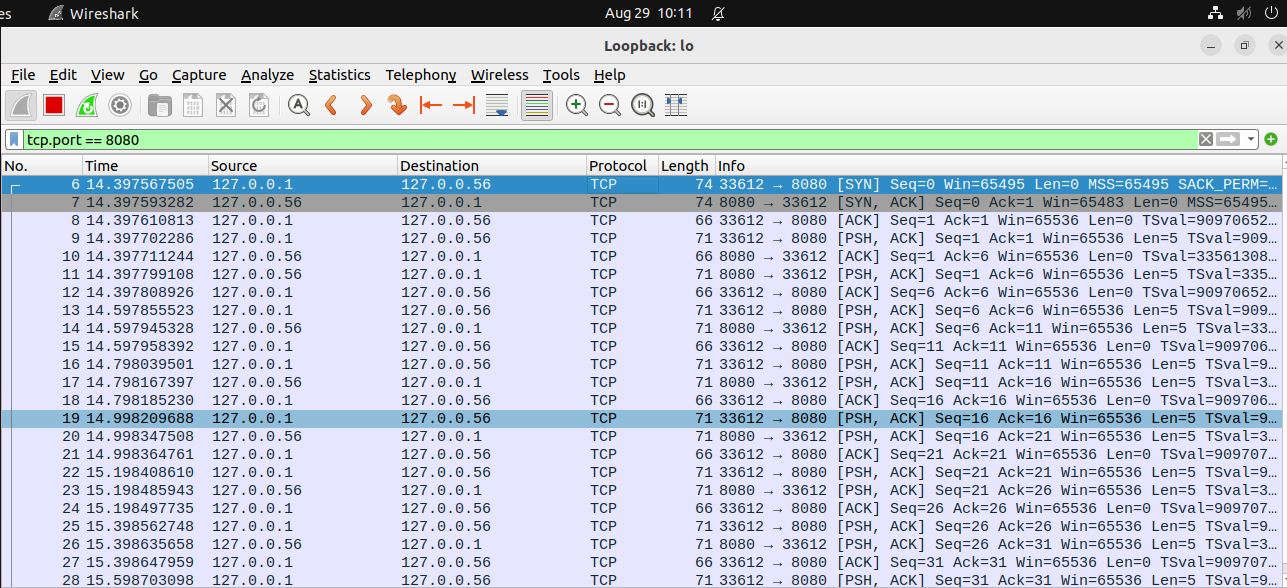 es Wireshark Aug 29 10:11
Loopback: lo
File Edit View Go Capture Analyze Statistics Telephony Wireless Tools Help
tcp.port == 8080
No. Time Source Destination Protocol Length Info
6 14.397567505 127.0.0.1 127.0.0.56 TCP 74 33612 → 8080 [SYN] Seq=0 Win=65495 Len=0 MSS=65495 SACK_PERM=…
7 14.397593282 127.0.0.56 127.0.0.1 TCP 74 8080 → 33612 [SYN, ACK] Seq=0 Ack=1 Win=65483 Len=0 MSS=65495…
8 14.397610813 127.0.0.1 127.0.0.56 TCP 66 33612 → 8080 [ACK] Seq=1 Ack=1 Win=65536 Len=0 TSval=90970652…
9 14.397702286 127.0.0.1 127.0.0.56 TCP 71 33612 → 8080 [PSH, ACK] Seq=1 Ack=1 Win=65536 Len=5 TSval=909…
10 14.397711244 127.0.0.56 127.0.0.1 TCP 66 8080 → 33612 [ACK] Seq=1 Ack=6 Win=65536 Len=0 TSval=33561308…
11 14.397799108 127.0.0.56 127.0.0.1 TCP 71 8080 → 33612 [PSH, ACK] Seq=1 Ack=6 Win=65536 Len=5 TSval=335…
12 14.397808926 127.0.0.1 127.0.0.56 TCP 66 33612 → 8080 [ACK] Seq=6 Ack=6 Win=65536 Len=0 TSval=90970652…
13 14.597855523 127.0.0.1 127.0.0.56 TCP 71 33612 → 8080 [PSH, ACK] Seq=6 Ack=6 Win=65536 Len=5 TSval=909…
14 14.597945328 127.0.0.56 127.0.0.1 TCP 71 8080 → 33612 [PSH, ACK] Seq=6 Ack=11 Win=65536 Len=5 TSval=33…
15 14.597958392 127.0.0.1 127.0.0.56 TCP 66 33612 → 8080 [ACK] Seq=11 Ack=11 Win=65536 Len=0 TSval=909706…
16 14.798039501 127.0.0.1 127.0.0.56 TCP 71 33612 → 8080 [PSH, ACK] Seq=11 Ack=11 Win=65536 Len=5 TSval=9…
17 14.798167397 127.0.0.56 127.0.0.1 TCP 71 8080 → 33612 [PSH, ACK] Seq=11 Ack=16 Win=65536 Len=5 TSval=3…
18 14.798185230 127.0.0.1 127.0.0.56 TCP 66 33612 → 8080 [ACK] Seq=16 Ack=16 Win=65536 Len=0 TSval=909706…
19 14.998209688 127.0.0.1 127.0.0.56 TCP 71 33612 → 8080 [PSH, ACK] Seq=16 Ack=16 Win=65536 Len=5 TSval=9…
20 14.998347508 127.0.0.56 127.0.0.1 TCP 71 8080 → 33612 [PSH, ACK] Seq=16 Ack=21 Win=65536 Len=5 TSval=3…
21 14.998364761 127.0.0.1 127.0.0.56 TCP 66 33612 → 8080 [ACK] Seq=21 Ack=21 Win=65536 Len=0 TSval=909707…
22 15.198408610 127.0.0.1 127.0.0.56 TCP 71 33612 → 8080 [PSH, ACK] Seq=21 Ack=21 Win=65536 Len=5 TSval=9…
23 15.198485943 127.0.0.56 127.0.0.1 TCP 71 8080 → 33612 [PSH, ACK] Seq=21 Ack=26 Win=65536 Len=5 TSval=3…
24 15.198497735 127.0.0.1 127.0.0.56 TCP 66 33612 → 8080 [ACK] Seq=26 Ack=26 Win=65536 Len=0 TSval=909707…
25 15.398562748 127.0.0.1 127.0.0.56 TCP 71 33612 → 8080 [PSH, ACK] Seq=26 Ack=26 Win=65536 Len=5 TSval=9…
26 15.398635658 127.0.0.56 127.0.0.1 TCP 71 8080 → 33612 [PSH, ACK] Seq=26 Ack=31 Win=65536 Len=5 TSval=3…
27 15.398647959 127.0.0.1 127.0.0.56 TCP 66 33612 → 8080 [ACK] Seq=31 Ack=31 Win=65536 Len=0 TSval=909707…
28 15.598703098 127.0.0.1 127.0.0.56 TCP 71 33612 → 8080 [PSH, ACK] Seq=31 Ack=31 Win=65536 Len=5 TSval=9…